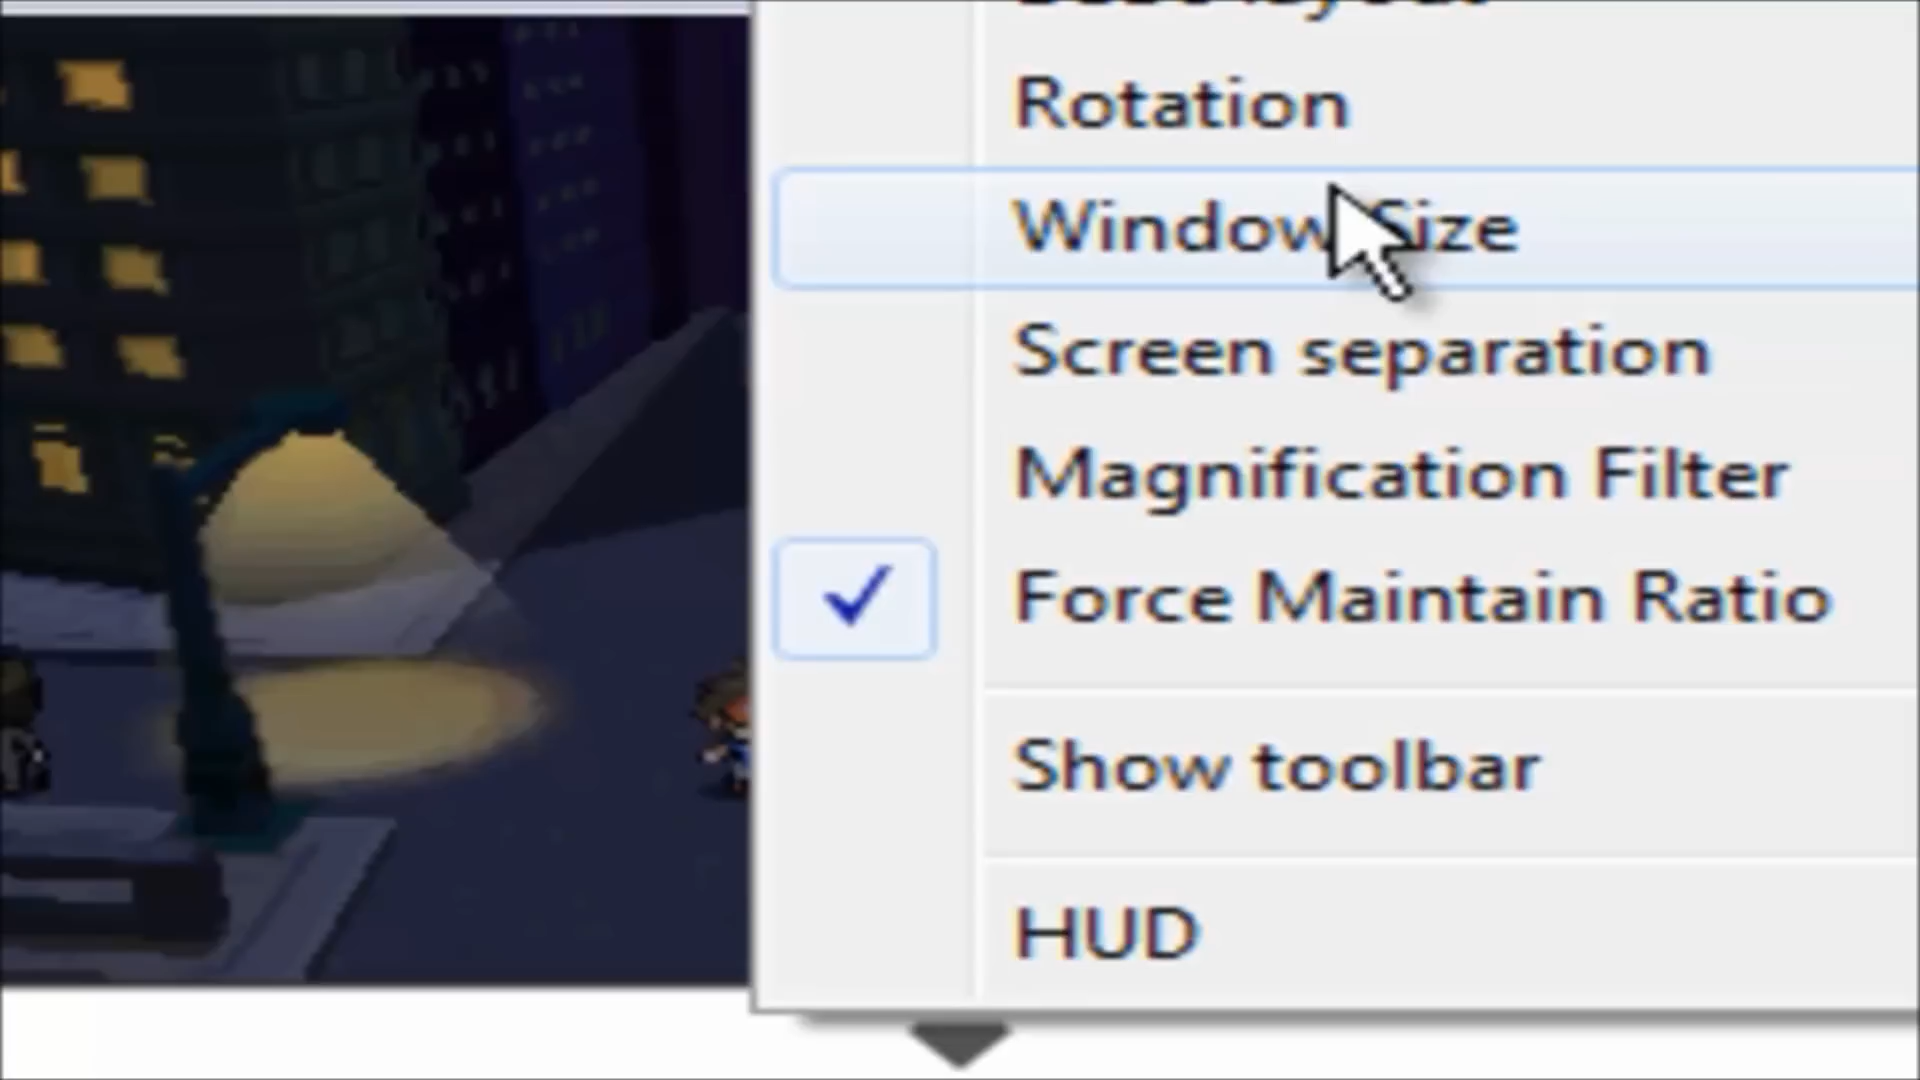 Rotation
Window Size
Screen separation
Magnification Filter
Force Maintain Ratio
Show toolbar
HUD